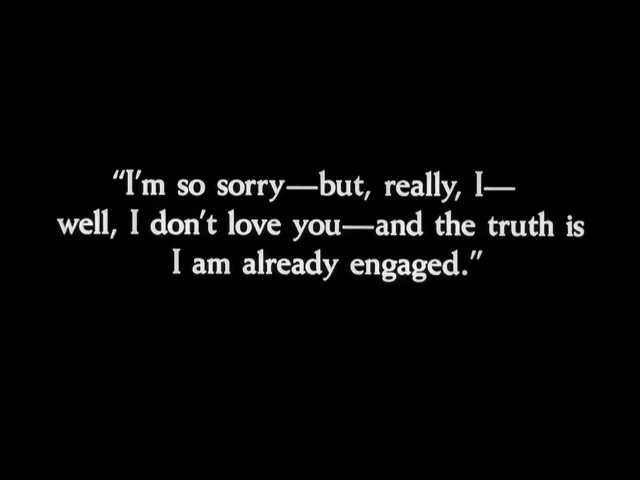 “I’m so sorry—but, really, I—
well, I don’t love you—and the truth is
I am already engaged.”